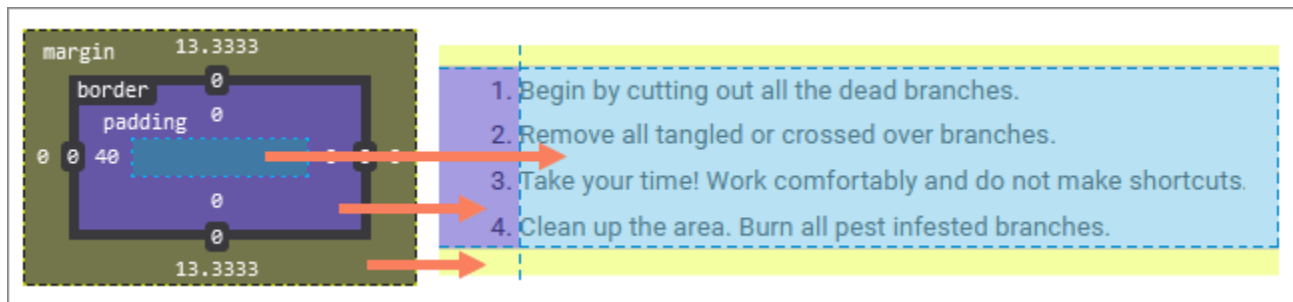 margin 13.3333
border 0
padding 0
0 0 40
0
0
13.3333
1. Begin by cutting out all the dead branches.
2. Remove all tangled or crossed over branches.
3. Take your time! Work comfortably and do not make shortcuts.
4. Clean up the area. Burn all pest infested branches.